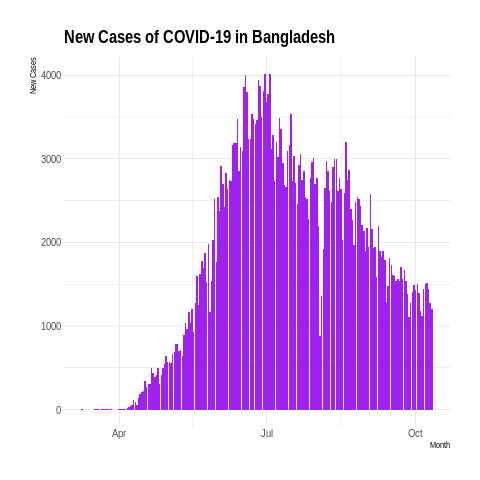 New Cases of COVID-19 in Bangladesh
New Cases
4000
3000
2000
1000
0
Apr
Jul
Oct
Month